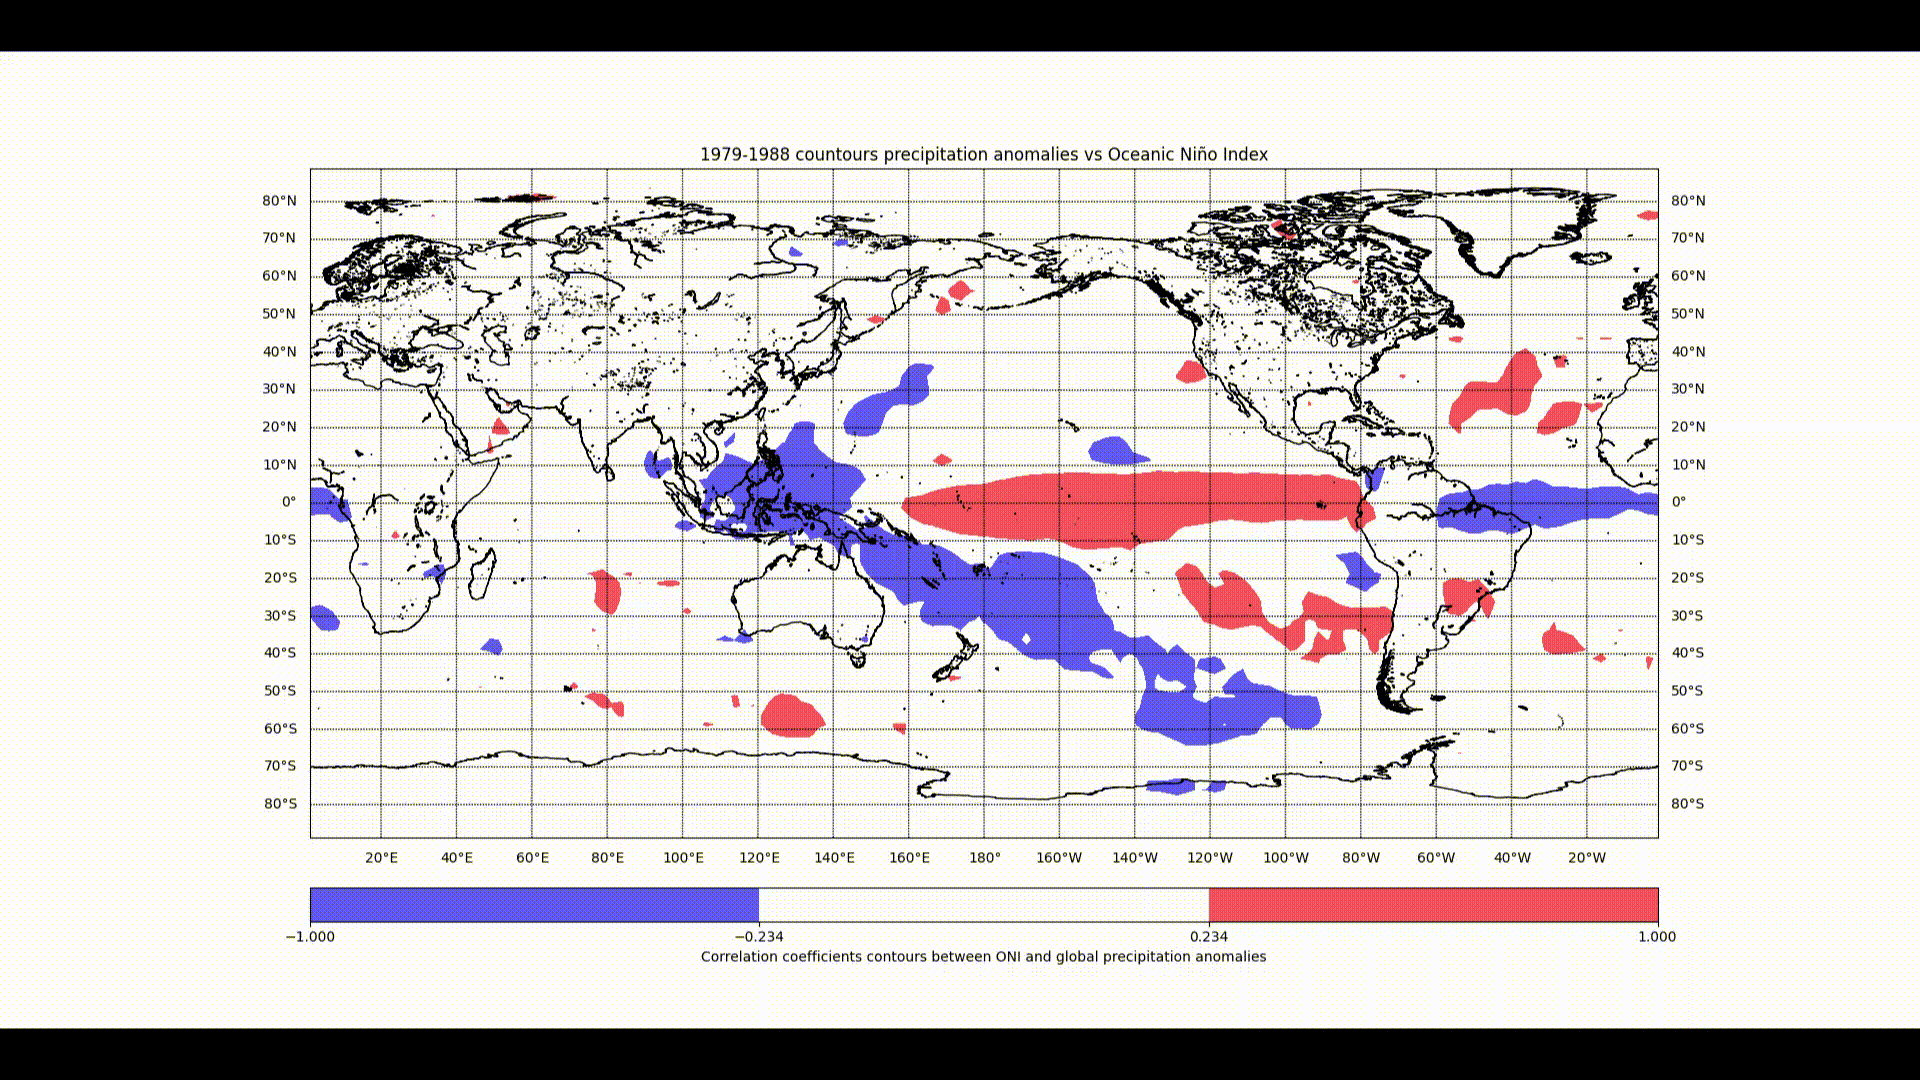 1979-1988 countours precipitation anomalies vs Oceanic Niño Index
80°N 80°N
70°N 70°N
60°N 60°N
50°N 50°N
40°N 40°N
30°N 30°N
20°N 20°N
10°N 10°N
0° 0°
10°S 10°S
20°S 20°S
30°S 30°S
40°S 40°S
50°S 50°S
60°S 60°S
70°S 70°S
80°S 80°S
20°E 40°E 60°E 80°E 100°E 120°E 140°E 160°E 180° 160°W 140°W 120°W 100°W 80°W 60°W 40°W 20°W
−1.000 −0.234 0.234 1.000
Correlation coefficients contours between ONI and global precipitation anomalies